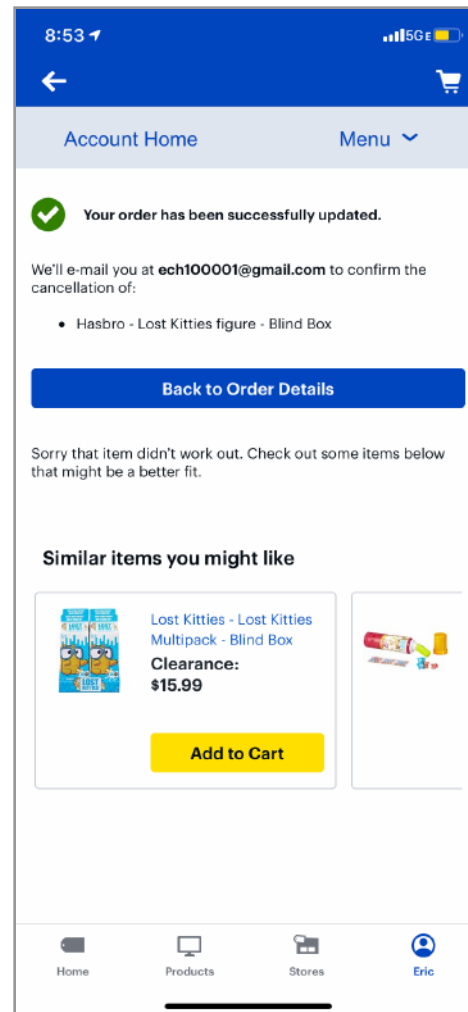 8:53
5GE
Account Home
Menu
Your order has been successfully updated.
We'll e-mail you at ech100001@gmail.com to confirm the
cancellation of:
• Hasbro - Lost Kitties figure - Blind Box
Back to Order Details
Sorry that item didn't work out. Check out some items below
that might be a better fit.
Similar items you might like
Lost Kitties - Lost Kitties
Multipack - Blind Box
Clearance:
$15.99
Add to Cart
Home
Products
Stores
Eric